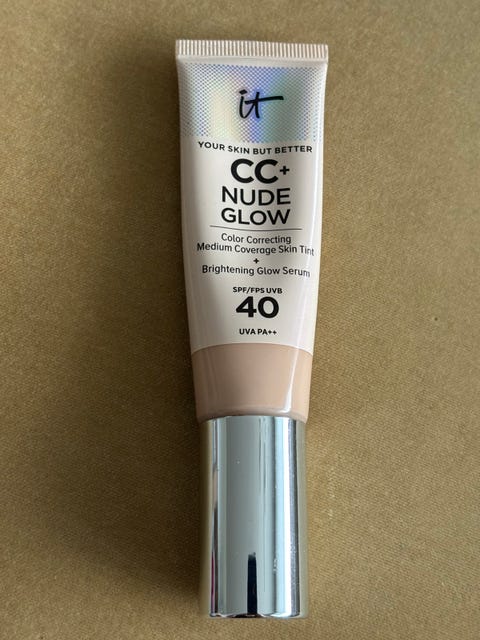 it
YOUR SKIN BUT BETTER
CC+
NUDE
GLOW
Color Correcting
Medium Coverage Skin Tint
+
Brightening Glow Serum
SPF/FPS UVB
40
UVA PA++